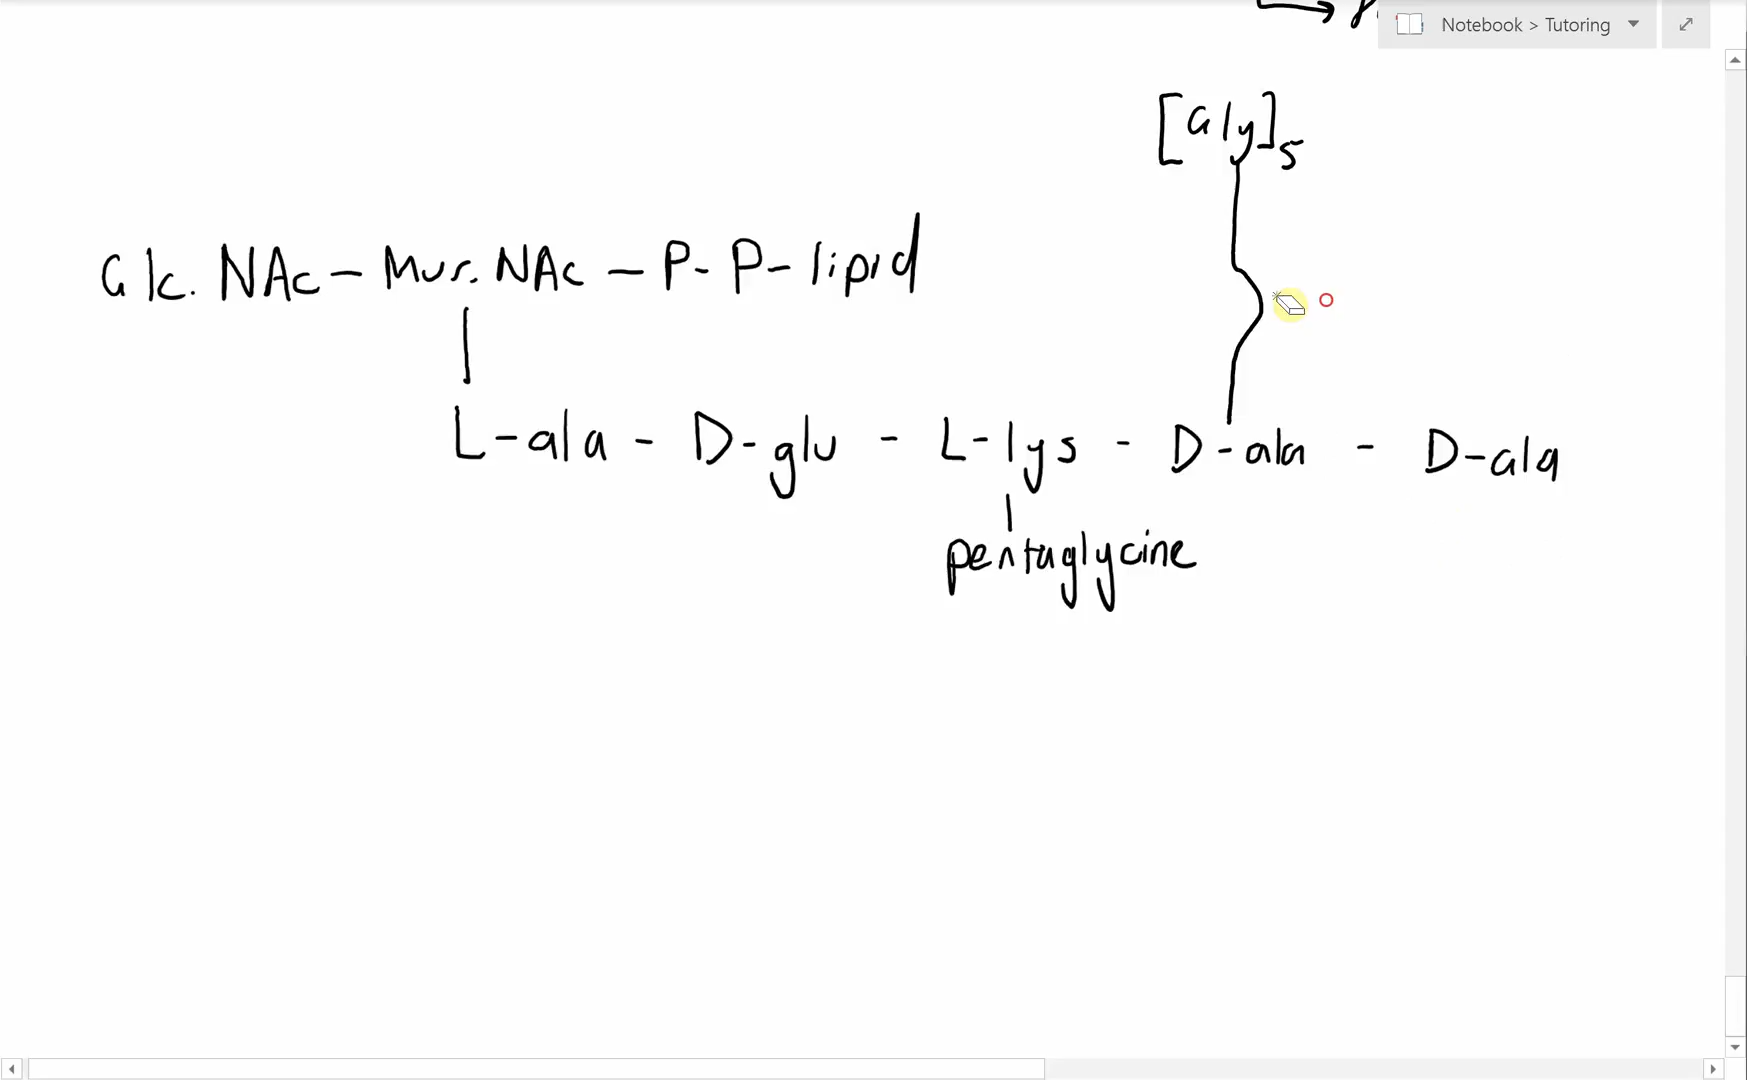 Notebook > Tutoring
[Gly]5
Glc. NAc - Mur. NAc - P - P - lipid
L-ala - D-glu - L-lys - D-ala - D-ala
pentaglycine